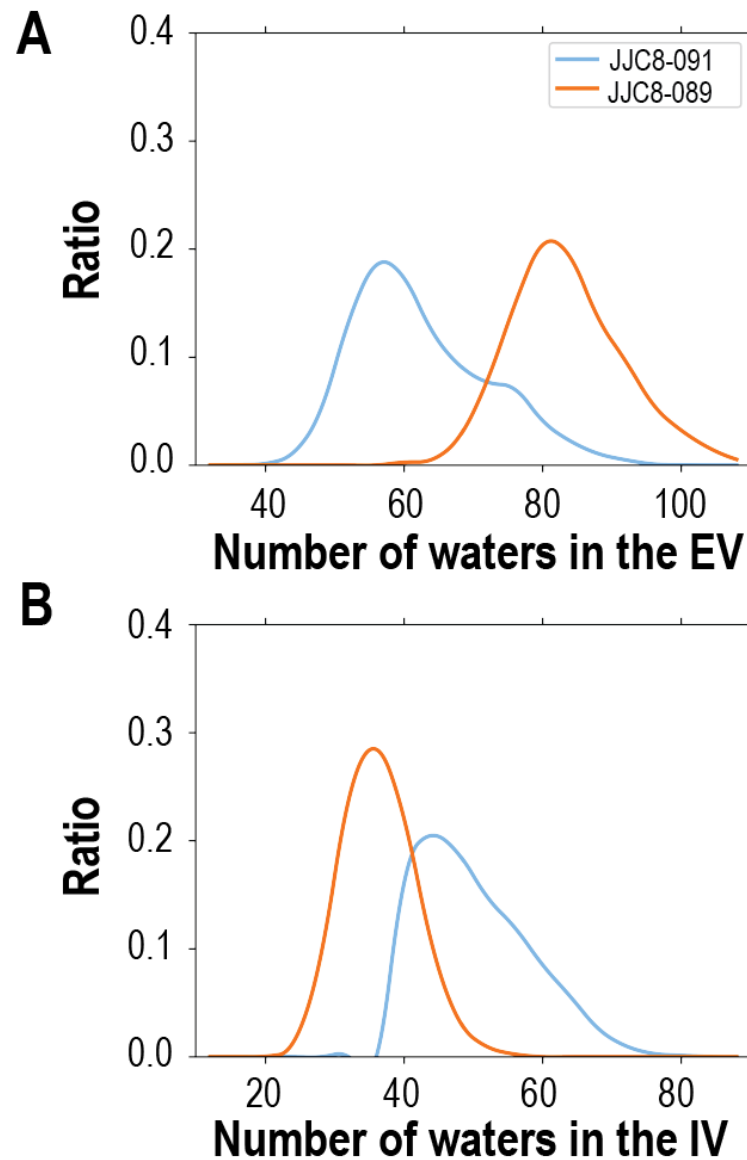 A
0.4
0.3
0.2
0.1
0.0
Ratio
JJC8-091
JJC8-089
40 60 80 100
Number of waters in the EV
B
0.4
0.3
0.2
0.1
0.0
Ratio
20 40 60 80
Number of waters in the IV